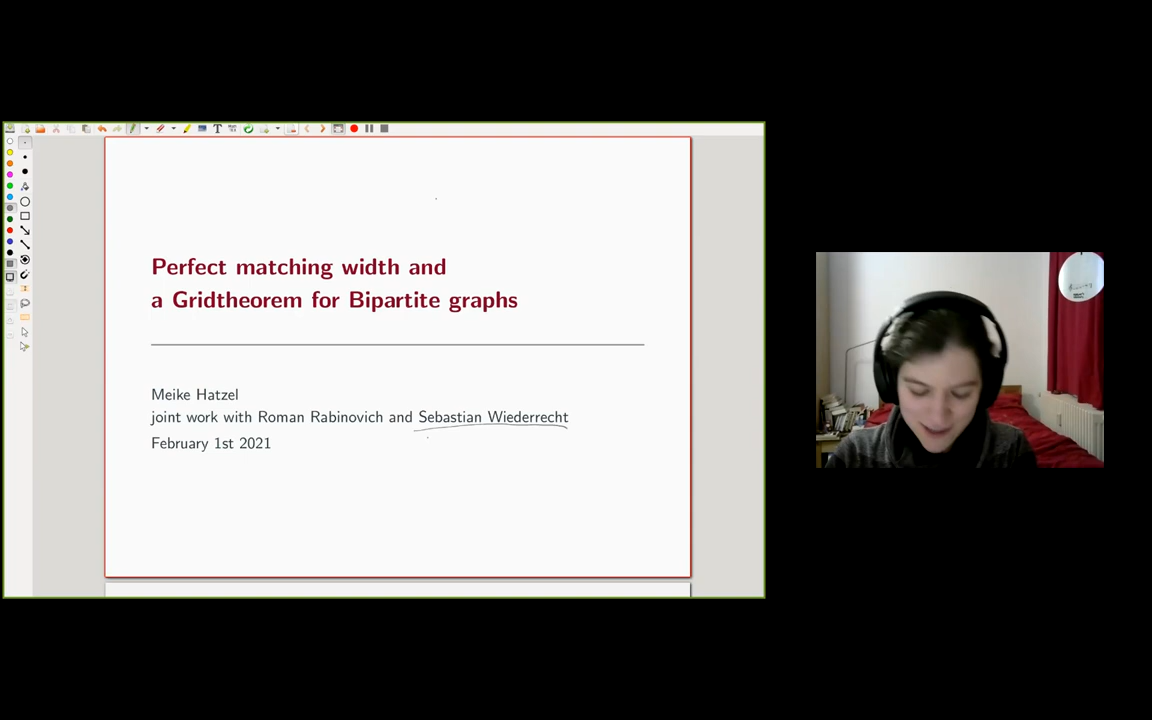 Perfect matching width and
a Gridtheorem for Bipartite graphs
Meike Hatzel
joint work with Roman Rabinovich and Sebastian Wiederrecht
February 1st 2021